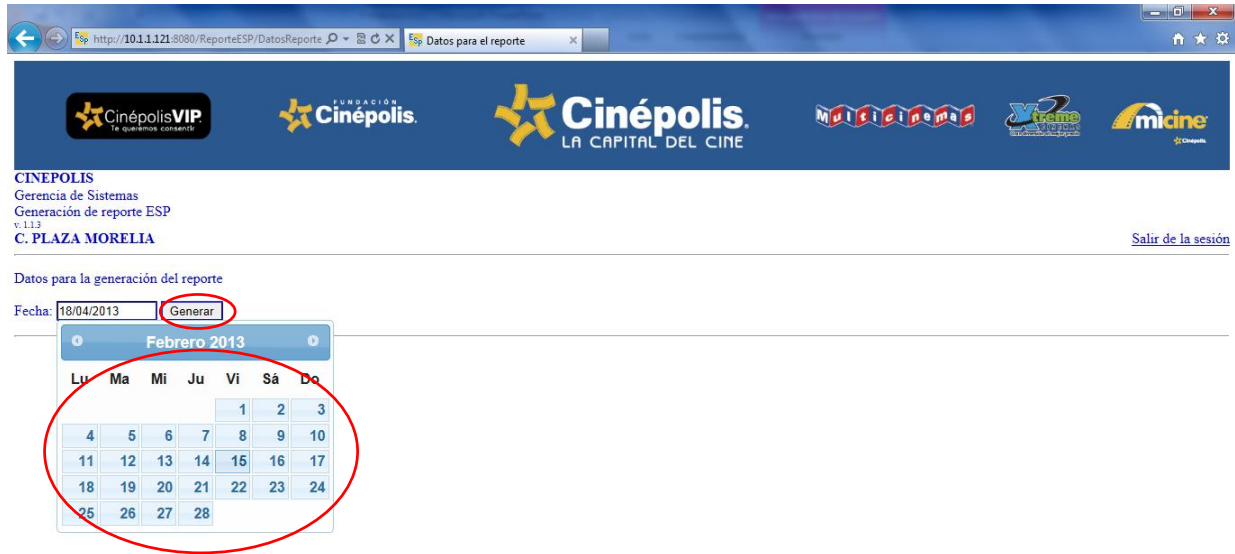 http://10.1.1.121:8080/ReporteESP/DatosReporte
ESp Datos para el reporte
CinépolisVIP.
Te queremos consentir
FUNDACIÓN
Cinépolis.
Cinépolis.
LA CAPITAL DEL CINE
Multicinemas
Xtreme
micine
Cinépolis.
CINEPOLIS
Gerencia de Sistemas
Generación de reporte ESP
v. 1.1.3
C. PLAZA MORELIA
Salir de la sesión
Datos para la generación del reporte
Fecha: 18/04/2013 Generar
Febrero 2013
Lu Ma Mi Ju Vi Sá Do
1 2 3
4 5 6 7 8 9 10
11 12 13 14 15 16 17
18 19 20 21 22 23 24
25 26 27 28